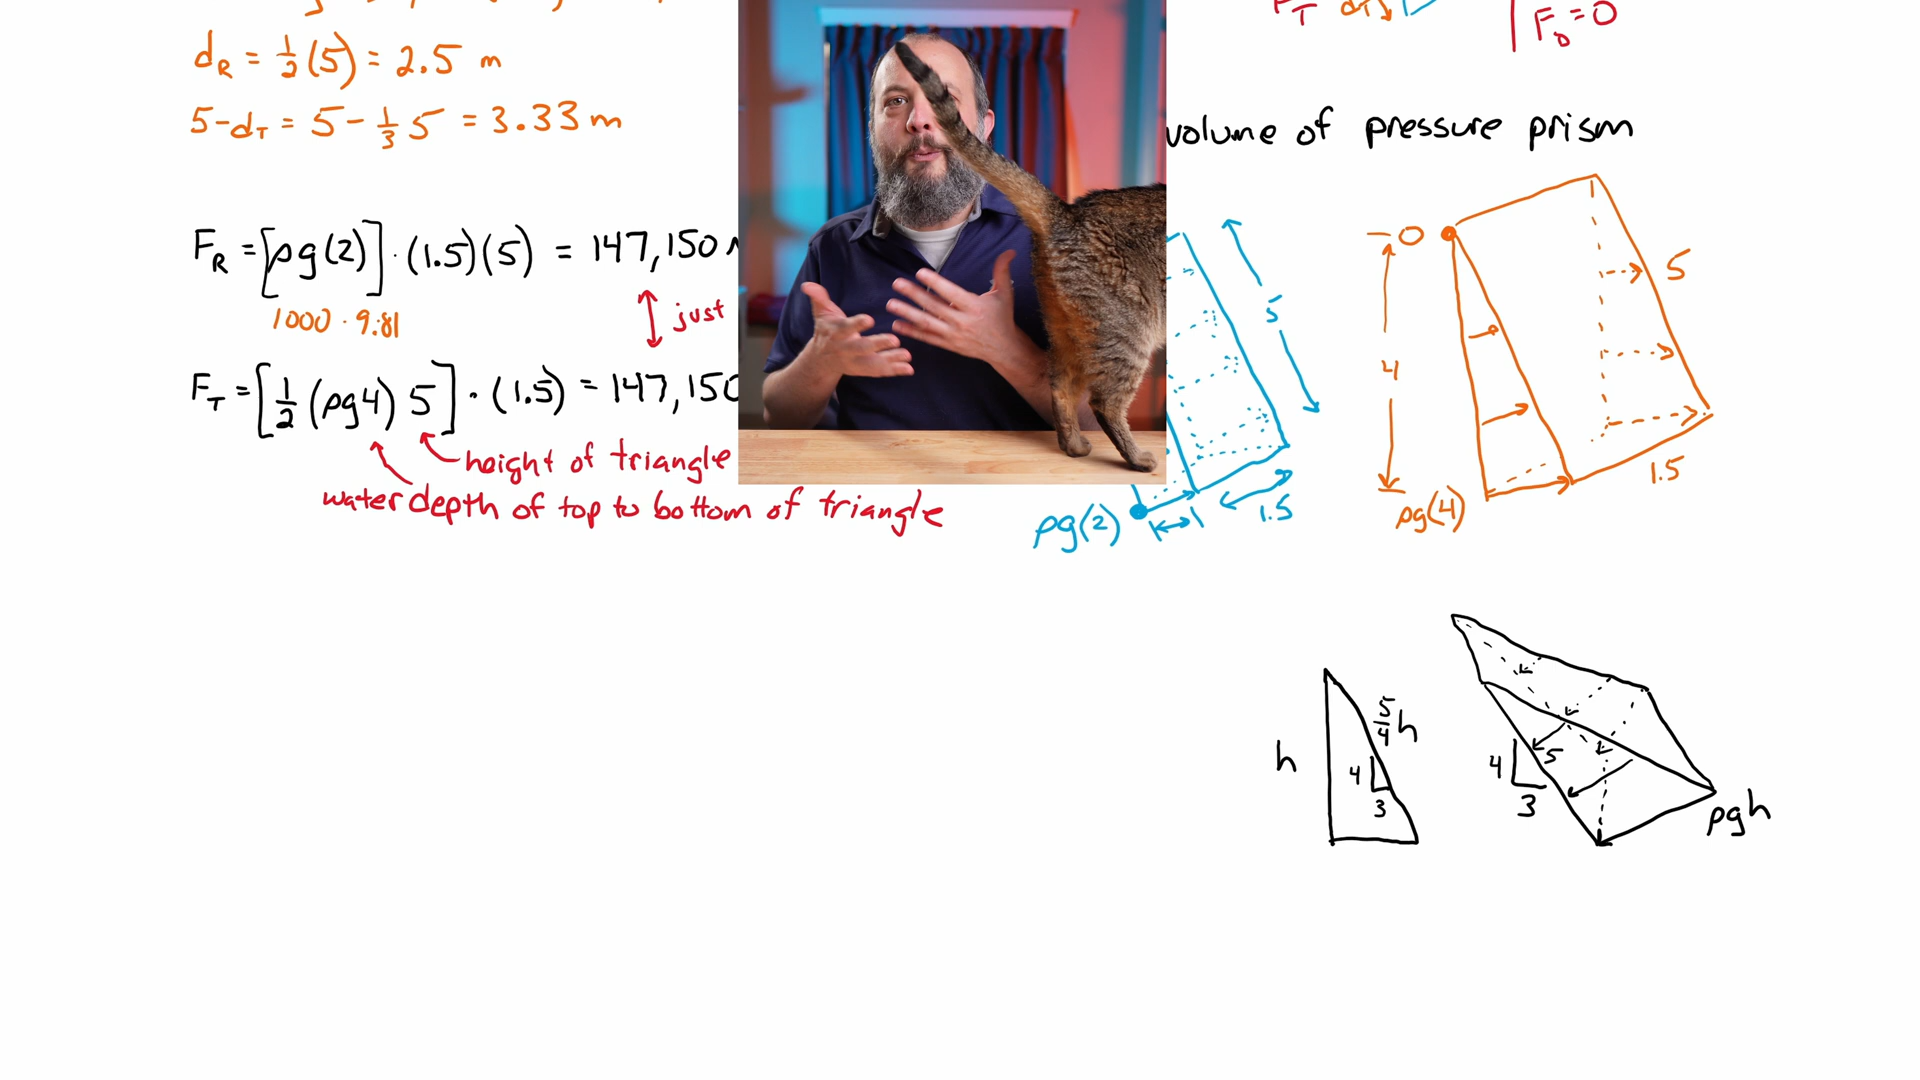 d_R = 1/2 (5) = 2.5 m
5-d_T = 5 - 1/3 5 = 3.33 m
F_0 = 0
volume of pressure prism
F_R = [ρg(2)] · (1.5)(5) = 147,150
1000 · 9.81
just
F_T = [1/2 (ρg4) 5] · (1.5) = 147,150
height of triangle
water depth of top to bottom of triangle
5
ρg(2)
1.5
0
4
5
ρg(4)
1.5
h
5/4 h
4
3
4
5
3
ρgh